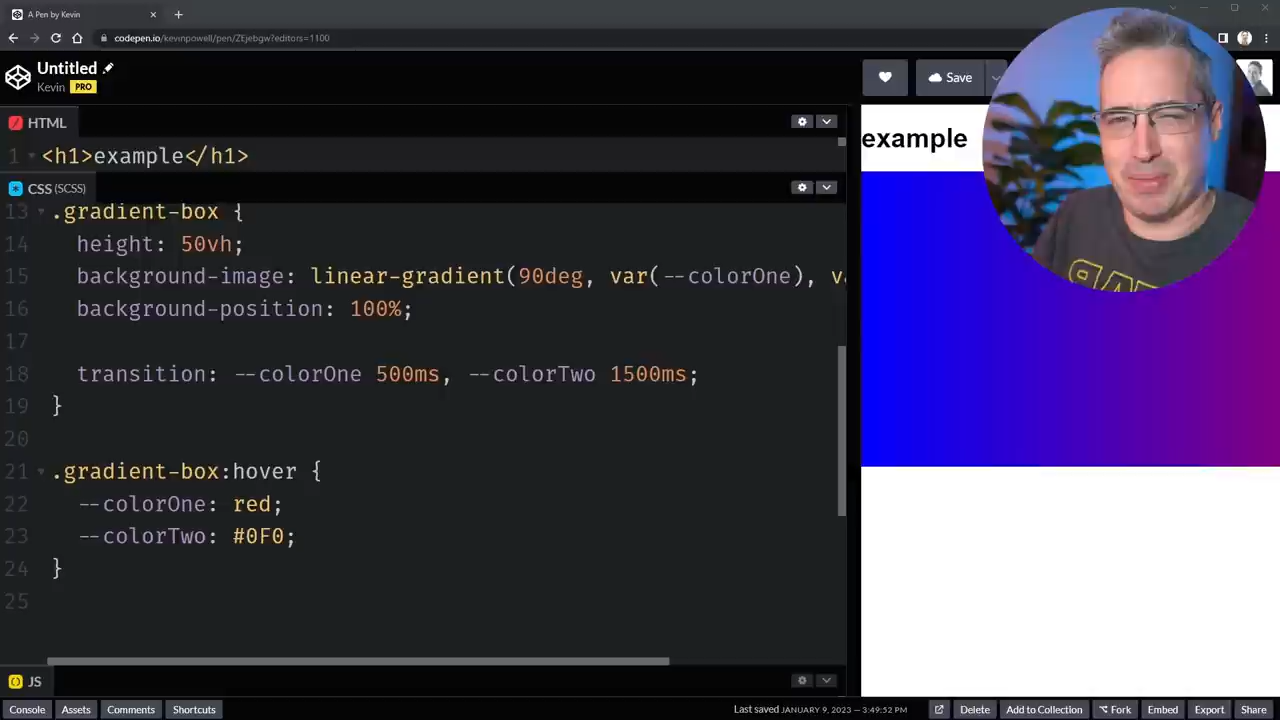 A Pen by Kevin
codepen.io/kevinpowell/pen/ZEjebgw?editors=1100
Untitled
Kevin PRO
Save
HTML
1 <h1>example</h1>
CSS (SCSS)
13 .gradient-box {
14 height: 50vh;
15 background-image: linear-gradient(90deg, var(--colorOne), v
16 background-position: 100%;
17
18 transition: --colorOne 500ms, --colorTwo 1500ms;
19 }
20
21 .gradient-box:hover {
22 --colorOne: red;
23 --colorTwo: #0F0;
24 }
25
JS
example
Console Assets Comments Shortcuts
Last saved JANUARY 9, 2023 — 3:49:52 PM
Delete Add to Collection Fork Embed Export Share